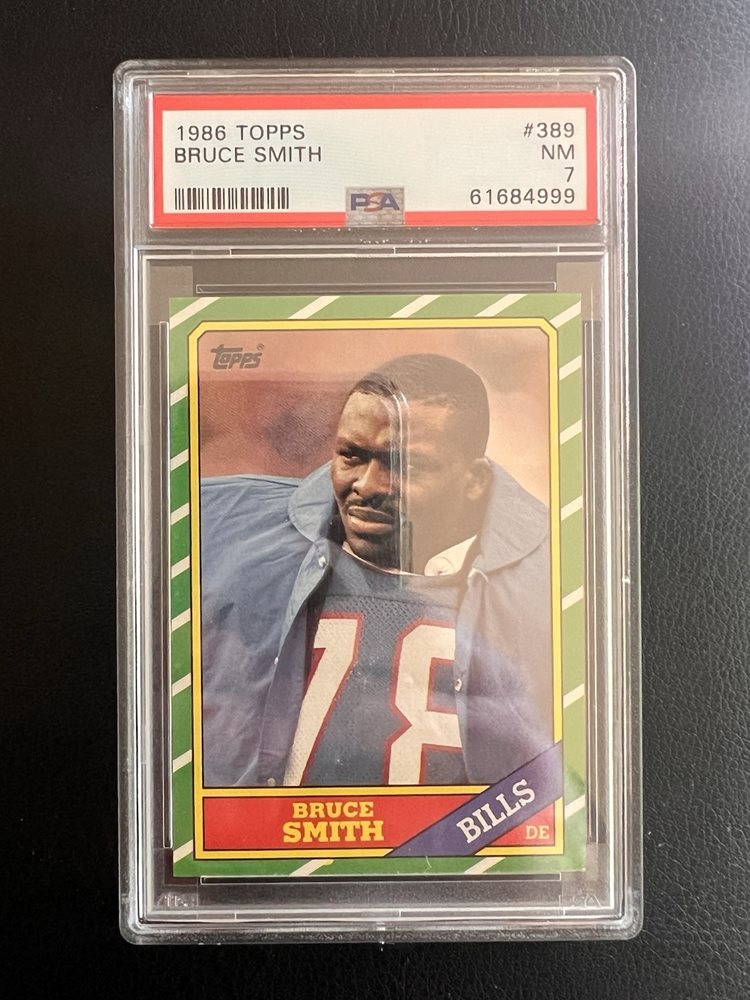 1986 TOPPS #389
BRUCE SMITH NM
7
PSA 61684999
topps®
78
BRUCE
SMITH
BILLS
DE